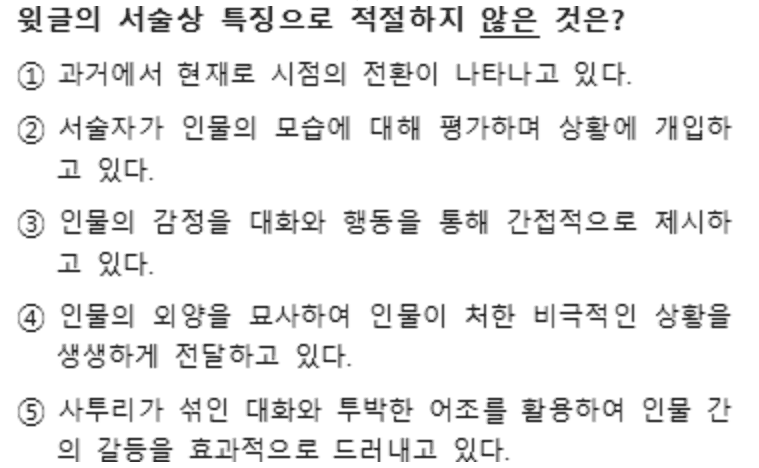 윗글의 서술상 특징으로 적절하지 않은 것은?
① 과거에서 현재로 시점의 전환이 나타나고 있다.
② 서술자가 인물의 모습에 대해 평가하며 상황에 개입하
고 있다.
③ 인물의 감정을 대화와 행동을 통해 간접적으로 제시하
고 있다.
④ 인물의 외양을 묘사하여 인물이 처한 비극적인 상황을
생생하게 전달하고 있다.
⑤ 사투리가 섞인 대화와 투박한 어조를 활용하여 인물 간
의 갈등을 효과적으로 드러내고 있다.